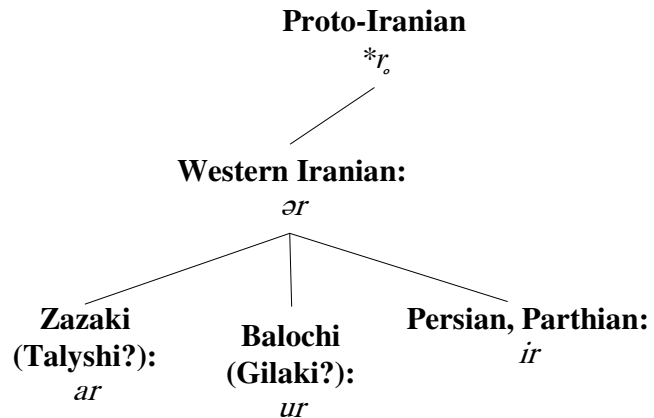 Proto-Iranian
*r̥
Western Iranian:
ər
Zazaki
(Talyshi?):
ar
Balochi
(Gilaki?):
ur
Persian, Parthian:
ir